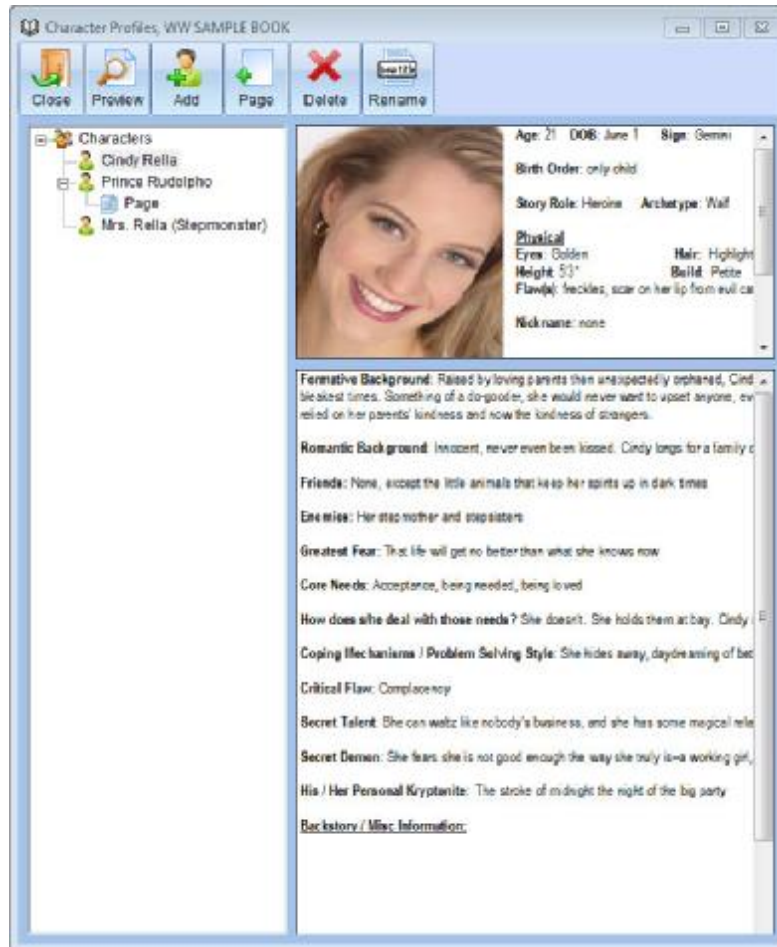 Character Profiles, WW SAMPLE BOOK
Close Preview Add Page Delete Rename
Characters
Cindy Rella
Prince Rudolpho
Page
Mrs. Rella (Stepmonster)
Age: 21 DOB: June 1 Sign: Gemini
Birth Order: only child
Story Role: Heroine Archetype: Waif
Physical
Eyes: Golden Hair: Highlight
Height: 5'3" Build: Petite
Flaw(s): freckles, scar on her lip from evil ca
Nickname: none
Formative Background: Raised by loving parents then unexpectedly orphaned, Cind
bleakest times. Something of a do-gooder, she would never want to upset anyone, ev
relied on her parents' kindness and now the kindness of strangers.
Romantic Background: Innocent, never even been kissed. Cindy longs for a family
Friends: None, except the little animals that keep her spirits up in dark times
Enemies: Her stepmother and stepsisters
Greatest Fear: That life will get no better than what she knows now
Core Needs: Acceptance, being needed, being loved
How does s/he deal with those needs? She doesn't. She holds them at bay. Cindy
Coping Mechanisms / Problem Solving Style: She hides away, daydreaming of bet
Critical Flaw: Complacency
Secret Talent: She can waltz like nobody's business, and she has some magical rela
Secret Demon: She fears she is not good enough the way she truly is--a working girl,
His / Her Personal Kryptonite: The stroke of midnight the night of the big party
Backstory / Misc Information: